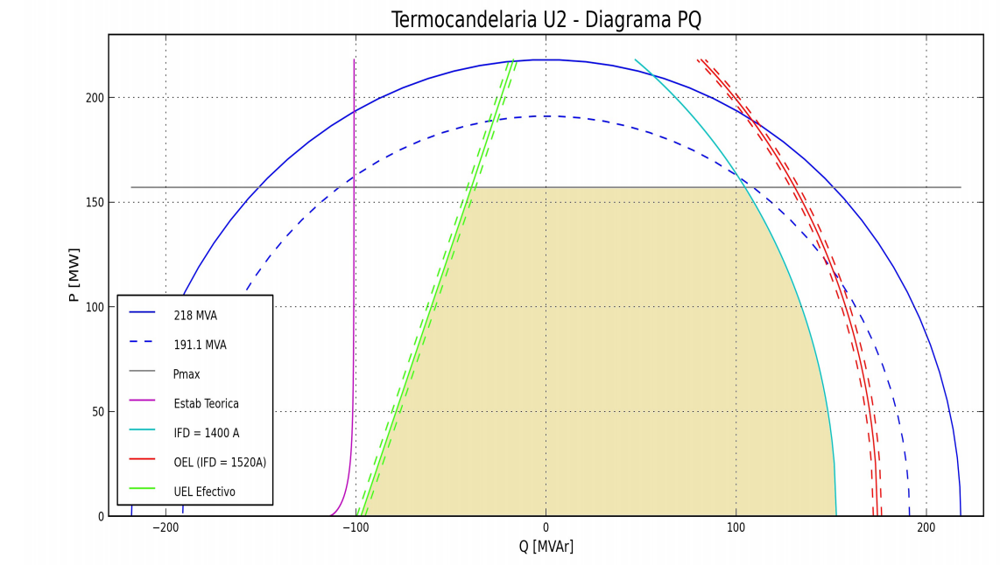 Termocandelaria U2 - Diagrama PQ
200
150
100
50
0
P [MW]
218 MVA
191.1 MVA
Pmax
Estab Teorica
IFD = 1400 A
OEL (IFD = 1520A)
UEL Efectivo
−200 −100 0 100 200
Q [MVAr]